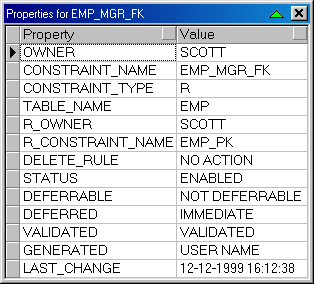 Properties for EMP_MGR_FK
Property Value
OWNER SCOTT
CONSTRAINT_NAME EMP_MGR_FK
CONSTRAINT_TYPE R
TABLE_NAME EMP
R_OWNER SCOTT
R_CONSTRAINT_NAME EMP_PK
DELETE_RULE NO ACTION
STATUS ENABLED
DEFERRABLE NOT DEFERRABLE
DEFERRED IMMEDIATE
VALIDATED VALIDATED
GENERATED USER NAME
LAST_CHANGE 12-12-1999 16:12:38